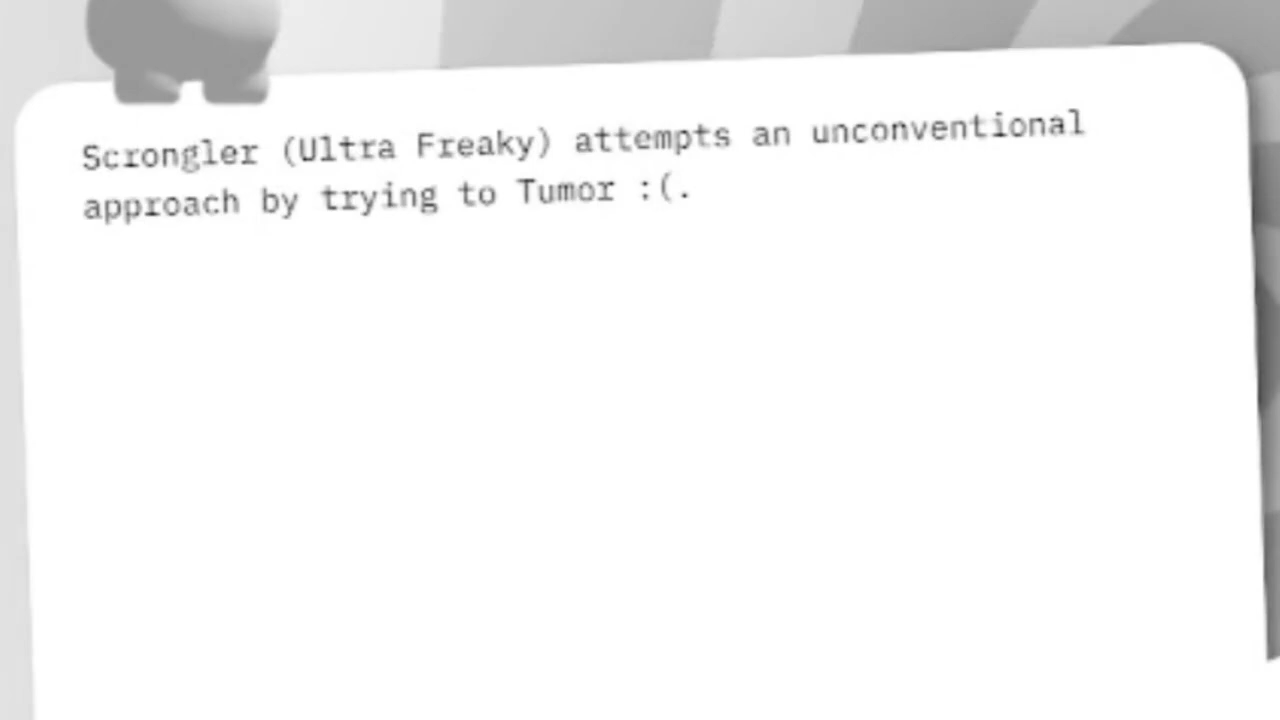 Scrongler (Ultra Freaky) attempts an unconventional
approach by trying to Tumor :(.